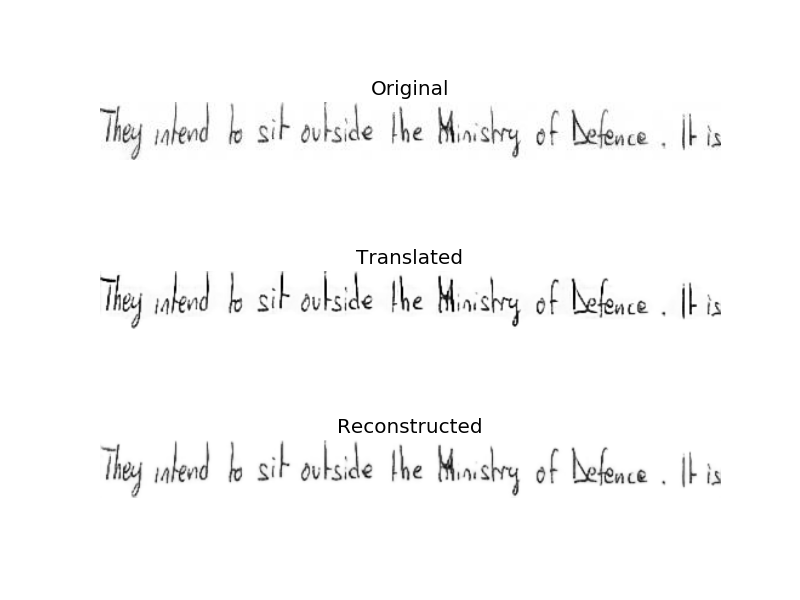 Original
They intend to sit outside the Ministry of Defence. It is
Translated
They intend to sit outside the Ministry of Defence. It is
Reconstructed
They intend to sit outside the Ministry of Defence. It is